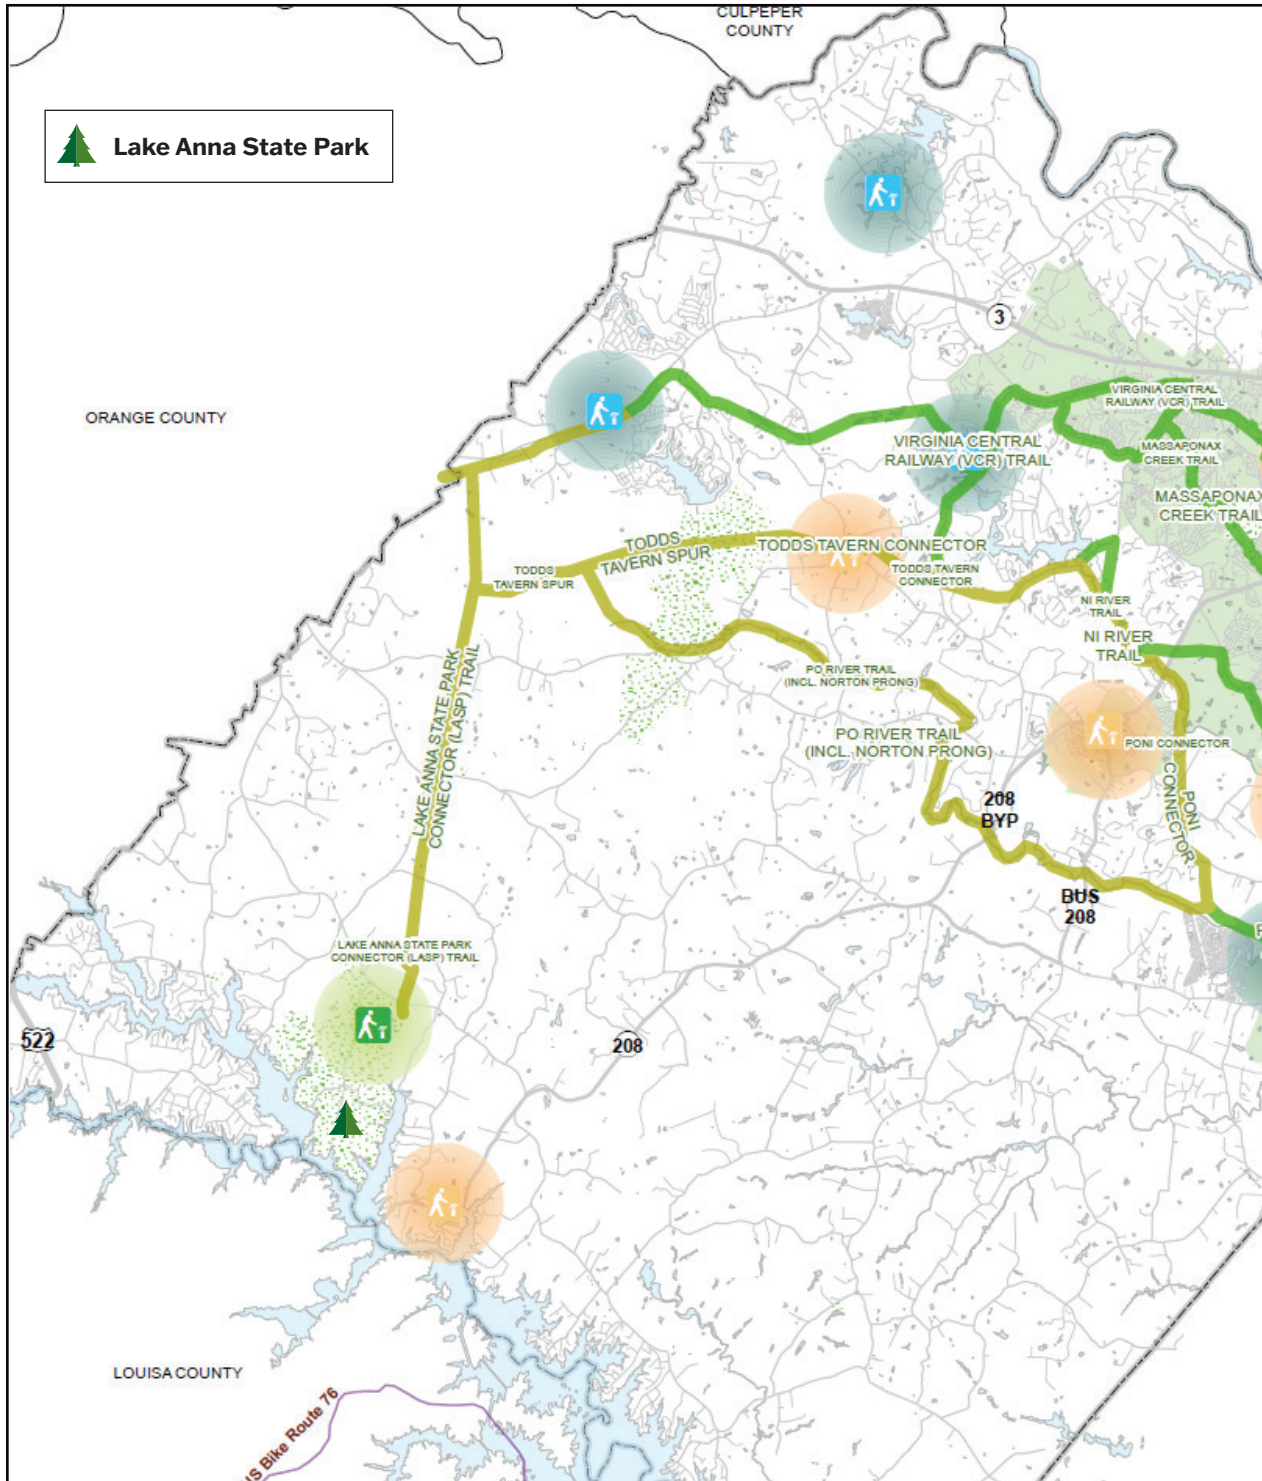 CULPEPER
COUNTY
Lake Anna State Park
3
ORANGE COUNTY
VIRGINIA CENTRAL
RAILWAY (VCR) TRAIL
VIRGINIA CENTRAL
RAILWAY (VCR) TRAIL
MASSAPONAX
CREEK TRAIL
MASSAPONAX
CREEK TRAIL
TODDS
TAVERN SPUR
TODDS TAVERN CONNECTOR
TODDS
TAVERN SPUR
TODDS TAVERN
CONNECTOR
NI RIVER
TRAIL
NI RIVER
TRAIL
PO RIVER TRAIL
(INCL. NORTON PRONG)
PO RIVER TRAIL
(INCL. NORTON PRONG)
PONI CONNECTOR
PONI
CONNECTOR
LAKE ANNA STATE PARK
CONNECTOR (LASP) TRAIL
208
BYP
BUS
208
LAKE ANNA STATE PARK
CONNECTOR (LASP) TRAIL
522
208
LOUISA COUNTY
US Bike Route 76